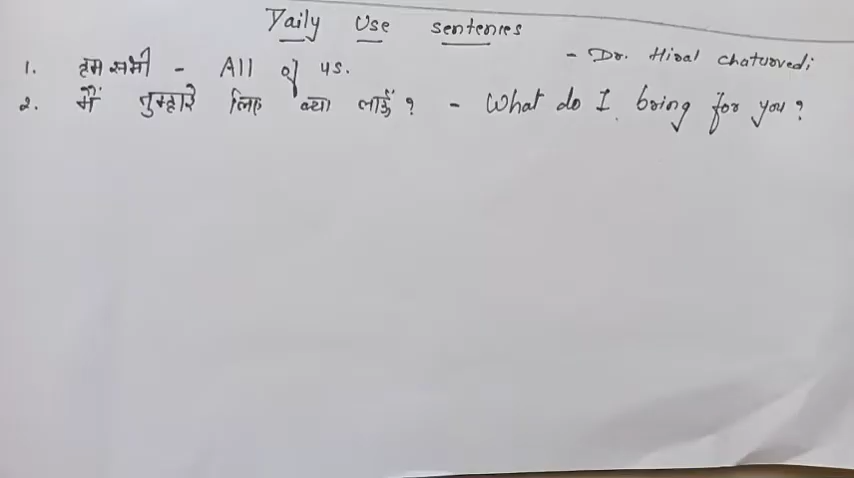 Daily Use sentences
- Dr. Hiral chaturvedi
1. हम सभी - All of us.
2. मैं तुम्हारे लिए क्या लाऊँ? - What do I bring for you?